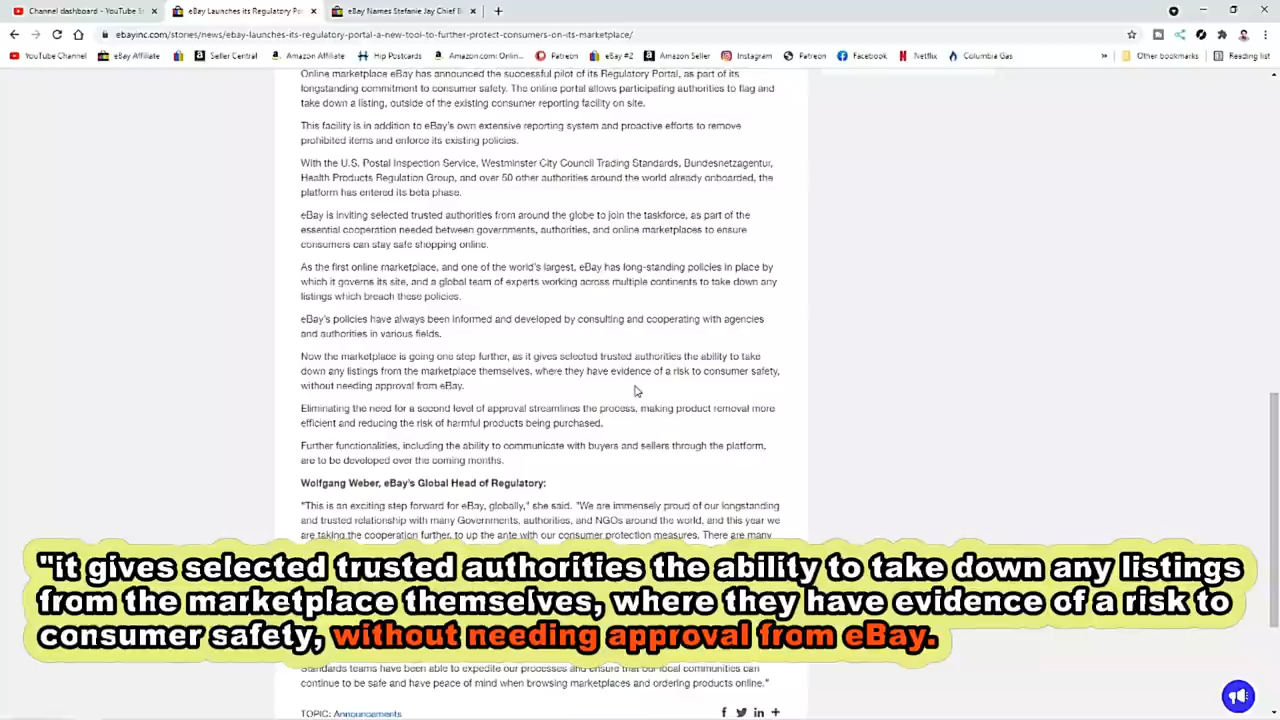 Channel dashboard - YouTube S
eBay Launches its Regulatory Po
eBay Names Stefanie Jay Chief B
ebayinc.com/stories/news/ebay-launches-its-regulatory-portal-a-new-tool-to-further-protect-consumers-on-its-marketplace/
YouTube Channel eBay Affiliate Seller Central Amazon Affiliate Hip Postcards Amazon.com: Onlin... Patreon eBay #2 Amazon Seller Instagram Patreon Facebook Netflix Columbia Gas » Other bookmarks Reading list
Online marketplace eBay has announced the successful pilot of its Regulatory Portal, as part of its
longstanding commitment to consumer safety. The online portal allows participating authorities to flag and
take down a listing, outside of the existing consumer reporting facility on site.
This facility is in addition to eBay's own extensive reporting system and proactive efforts to remove
prohibited items and enforce its existing policies.
With the U.S. Postal Inspection Service, Westminster City Council Trading Standards, Bundesnetzagentur,
Health Products Regulation Group, and over 50 other authorities around the world already onboarded, the
platform has entered its beta phase.
eBay is inviting selected trusted authorities from around the globe to join the taskforce, as part of the
essential cooperation needed between governments, authorities, and online marketplaces to ensure
consumers can stay safe shopping online.
As the first online marketplace, and one of the world's largest, eBay has long-standing policies in place by
which it governs its site, and a global team of experts working across multiple continents to take down any
listings which breach these policies.
eBay's policies have always been informed and developed by consulting and cooperating with agencies
and authorities in various fields.
Now the marketplace is going one step further, as it gives selected trusted authorities the ability to take
down any listings from the marketplace themselves, where they have evidence of a risk to consumer safety,
without needing approval from eBay.
Eliminating the need for a second level of approval streamlines the process, making product removal more
efficient and reducing the risk of harmful products being purchased.
Further functionalities, including the ability to communicate with buyers and sellers through the platform,
are to be developed over the coming months.
Wolfgang Weber, eBay's Global Head of Regulatory:
"This is an exciting step forward for eBay, globally," she said. "We are immensely proud of our longstanding
and trusted relationship with many Governments, authorities, and NGOs around the world, and this year we
are taking the cooperation further, to up the ante with our consumer protection measures. There are many
"it gives selected trusted authorities the ability to take down any listings
from the marketplace themselves, where they have evidence of a risk to
consumer safety, without needing approval from eBay.
Standards teams have been able to expedite our processes and ensure that our local communities can
continue to be safe and have peace of mind when browsing marketplaces and ordering products online."
TOPIC: Announcements